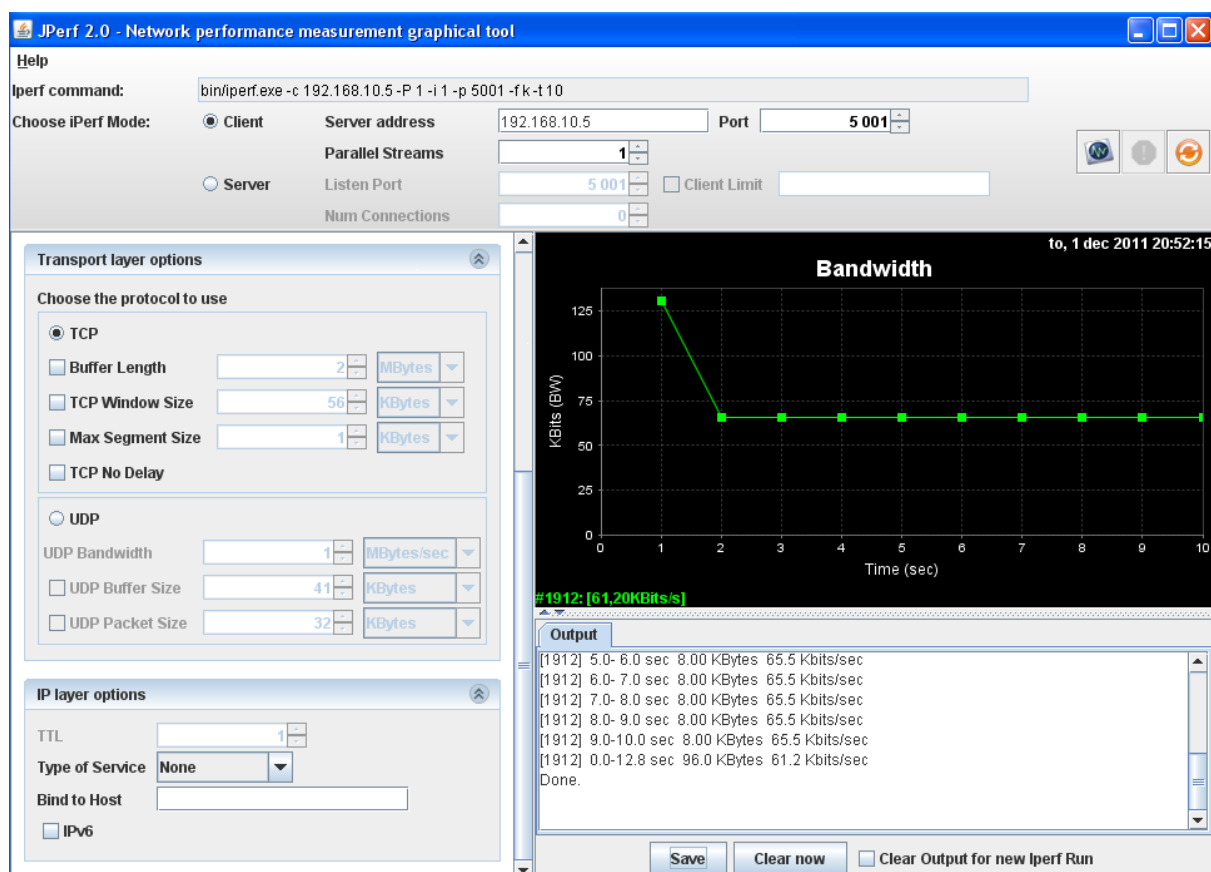 JPerf 2.0 - Network performance measurement graphical tool
Help
Iperf command: bin/iperf.exe -c 192.168.10.5 -P 1 -i 1 -p 5001 -f k -t 10
Choose iPerf Mode: Client Server address 192.168.10.5 Port 5 001
Parallel Streams 1
Server Listen Port 5 001 Client Limit
Num Connections 0
Transport layer options
Choose the protocol to use
TCP
Buffer Length 2 MBytes
TCP Window Size 56 KBytes
Max Segment Size 1 KBytes
TCP No Delay
UDP
UDP Bandwidth 1 MBytes/sec
UDP Buffer Size 41 KBytes
UDP Packet Size 32 KBytes
IP layer options
TTL 1
Type of Service None
Bind to Host
IPv6
to, 1 dec 2011 20:52:15
Bandwidth
KBits (BW)
125
100
75
50
25
0
0 1 2 3 4 5 6 7 8 9 10
Time (sec)
#1912: [61,20KBits/s]
Output
[1912] 5.0- 6.0 sec 8.00 KBytes 65.5 Kbits/sec
[1912] 6.0- 7.0 sec 8.00 KBytes 65.5 Kbits/sec
[1912] 7.0- 8.0 sec 8.00 KBytes 65.5 Kbits/sec
[1912] 8.0- 9.0 sec 8.00 KBytes 65.5 Kbits/sec
[1912] 9.0-10.0 sec 8.00 KBytes 65.5 Kbits/sec
[1912] 0.0-12.8 sec 96.0 KBytes 61.2 Kbits/sec
Done.
Save Clear now Clear Output for new Iperf Run